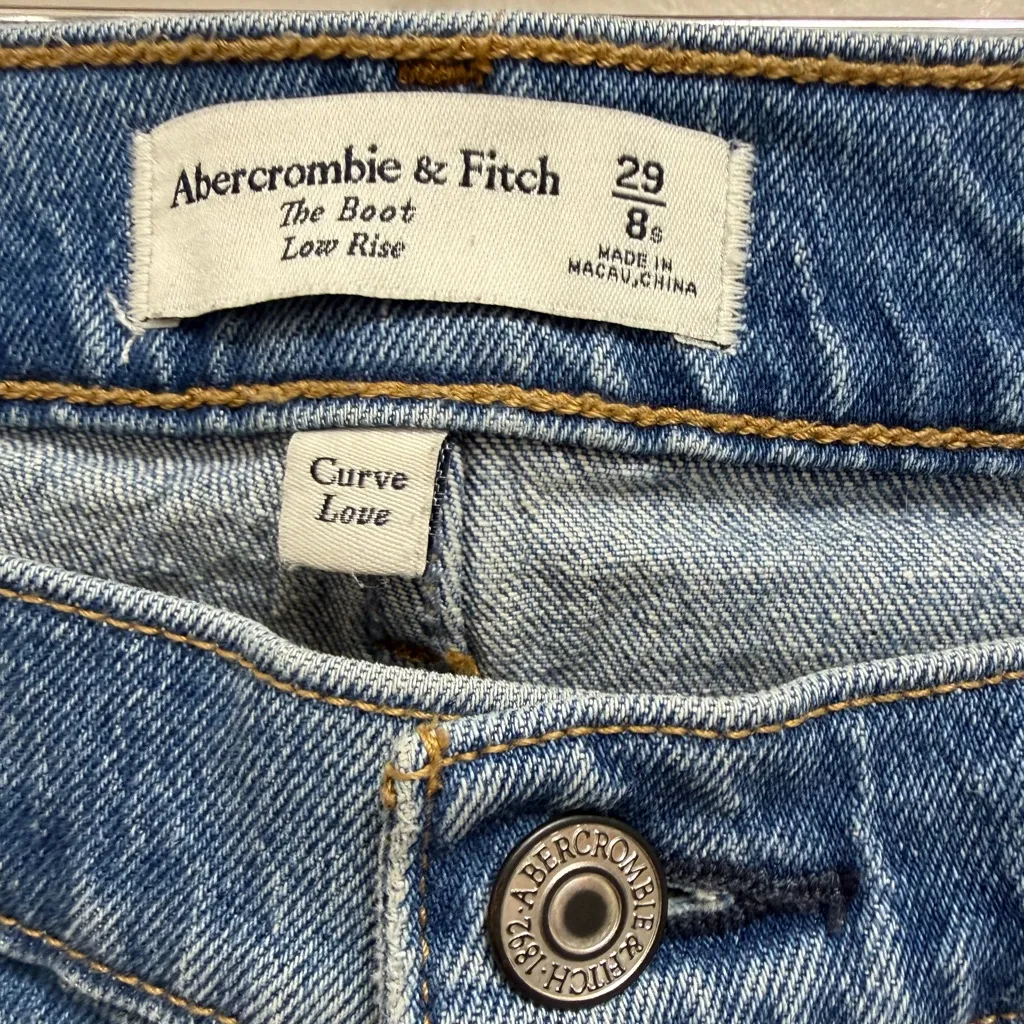 Abercrombie & Fitch
The Boot
Low Rise
29
8s
MADE IN
MACAU,CHINA
Curve
Love
ABERCROMBIE & FITCH · 1892 ·